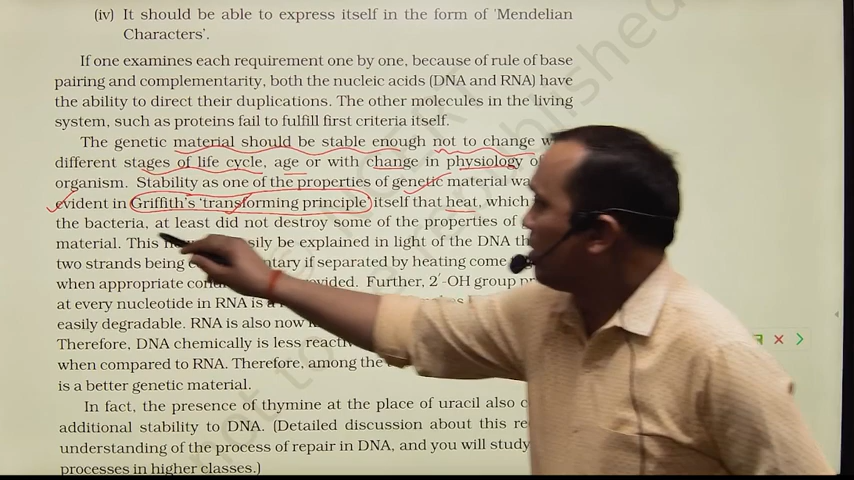 (iv) It should be able to express itself in the form of 'Mendelian
Characters'.
If one examines each requirement one by one, because of rule of base
pairing and complementarity, both the nucleic acids (DNA and RNA) have
the ability to direct their duplications. The other molecules in the living
system, such as proteins fail to fulfill first criteria itself.
The genetic material should be stable enough not to change
different stages of life cycle, age or with change in physiology
organism. Stability as one of the properties of genetic material
evident in Griffith's 'transforming principle' itself that heat, which
the bacteria, at least did not destroy some of the properties of
material. This explained in light of the DNA
two strands being if separated by heating come
when appropriate Further, 2'-OH group
at every nucleotide in RNA is
easily degradable. RNA is also now
Therefore, DNA chemically is less
when compared to RNA. Therefore, among the
is a better genetic material.
In fact, the presence of thymine at the place of uracil also
additional stability to DNA. (Detailed discussion about this
understanding of the process of repair in DNA, and you will study
processes in higher classes.)